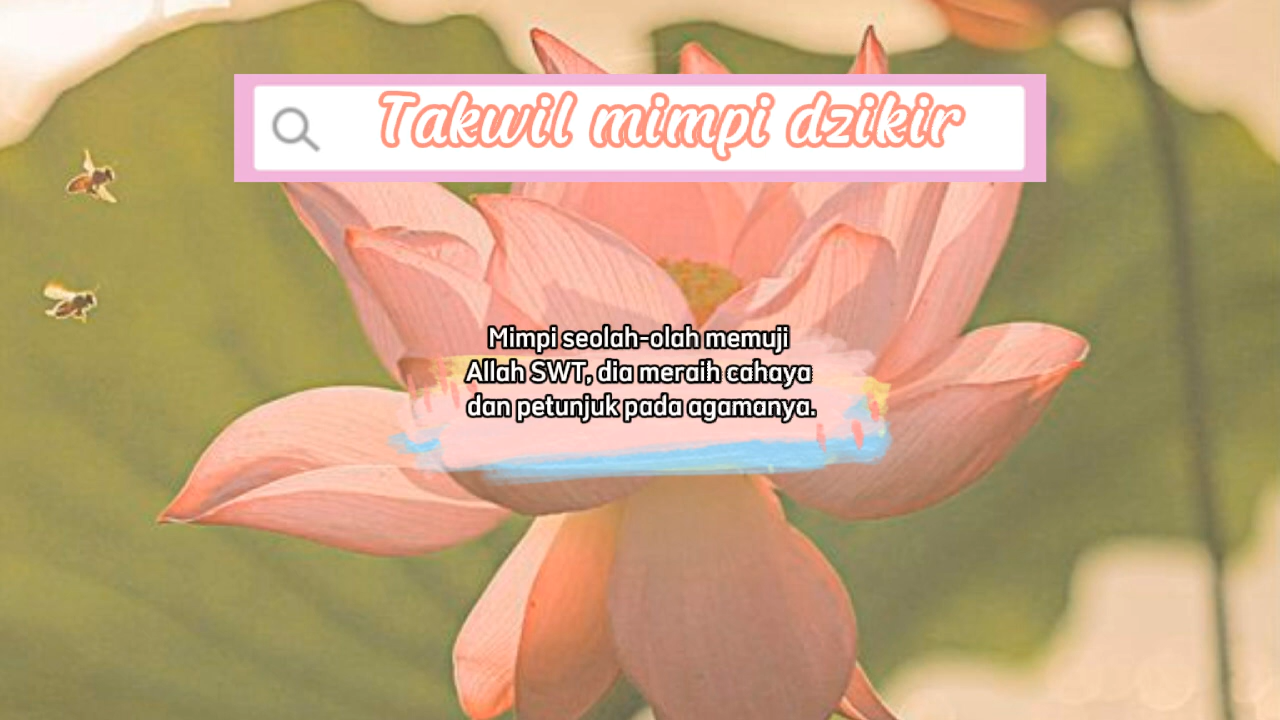 Takwil mimpi dzikir
Mimpi seolah-olah memuji
Allah SWT, dia meraih cahaya
dan petunjuk pada agamanya.